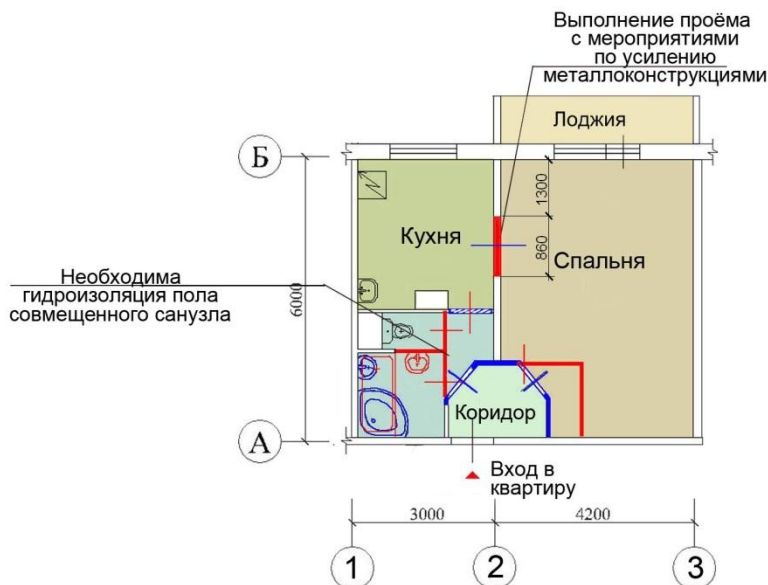 Выполнение проёма
с мероприятиями
по усилению
металлоконструкциями
Лоджия
Б
1300
Кухня
860
Спальня
Необходима
гидроизоляция пола
совмещенного санузла
6000
Коридор
А
Вход в
квартиру
3000
4200
1
2
3